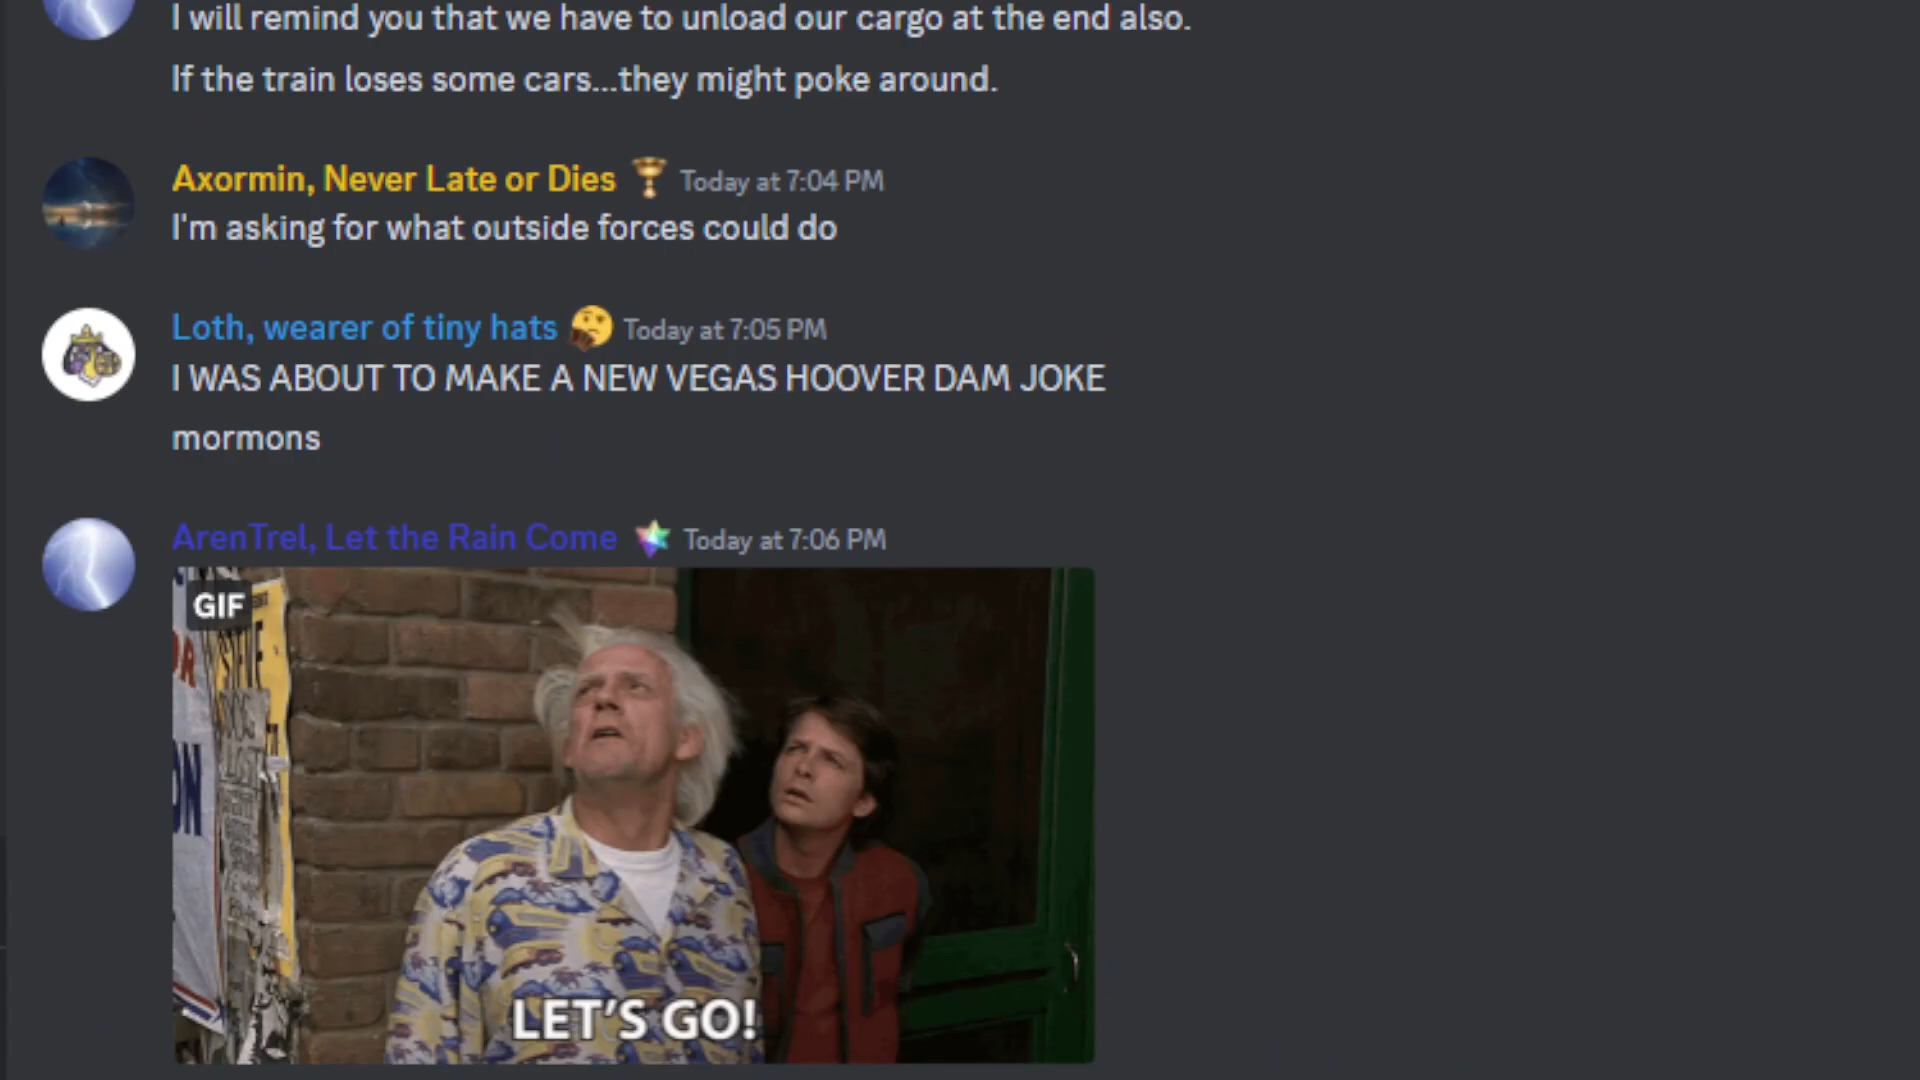 I will remind you that we have to unload our cargo at the end also.
If the train loses some cars...they might poke around.
Axormin, Never Late or Dies Today at 7:04 PM
I'm asking for what outside forces could do
Loth, wearer of tiny hats Today at 7:05 PM
I WAS ABOUT TO MAKE A NEW VEGAS HOOVER DAM JOKE
mormons
ArenTrel, Let the Rain Come Today at 7:06 PM
GIF
LET'S GO!